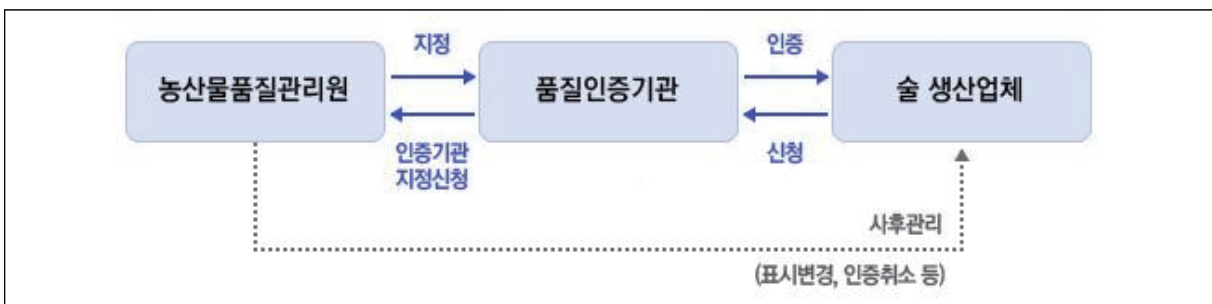 지정
인증
농산물품질관리원
품질인증기관
술 생산업체
인증기관
지정신청
신청
사후관리
(표시변경, 인증취소 등)